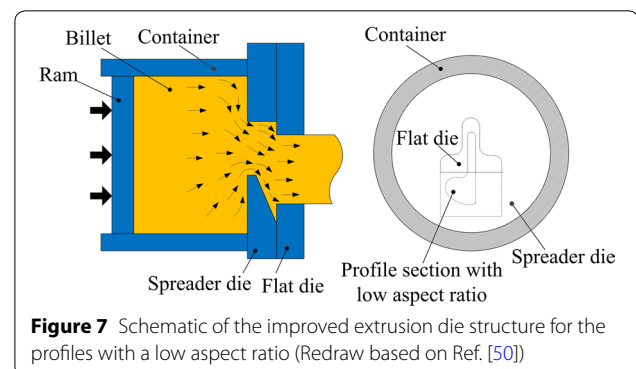 Billet
Container
Ram
Spreader die
Flat die
Container
Flat die
Spreader die
Profile section with
low aspect ratio
Figure 7 Schematic of the improved extrusion die structure for the
profiles with a low aspect ratio (Redraw based on Ref. [50])